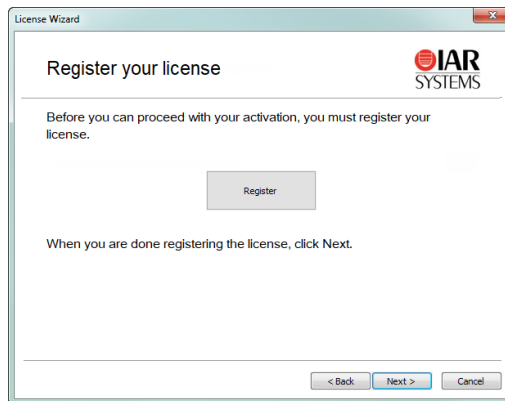 License Wizard
Register your license
IAR
SYSTEMS
Before you can proceed with your activation, you must register your
license.
Register
When you are done registering the license, click Next.
< Back
Next >
Cancel